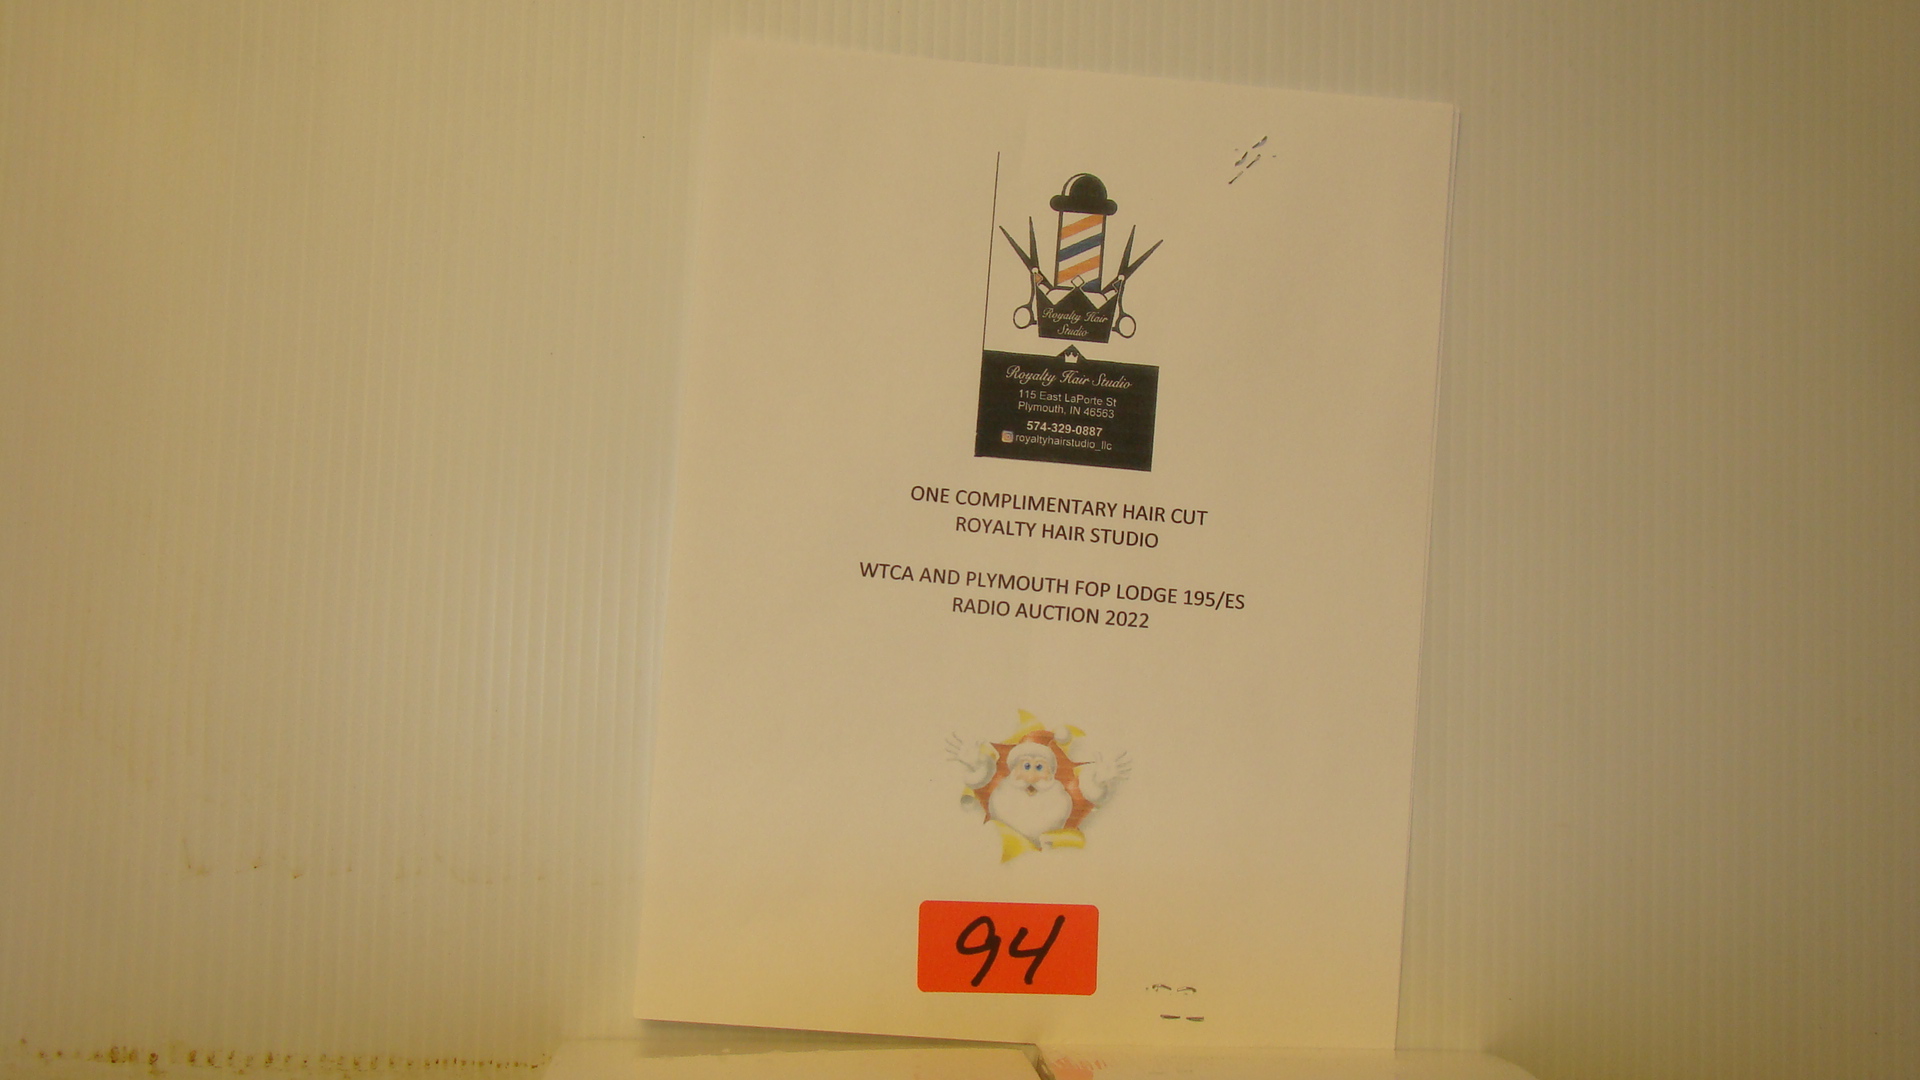 Royalty Hair
Studio
Royalty Hair Studio
115 East LaPorte St
Plymouth, IN 46563
574-329-0887
royaltyhairstudio_llc
ONE COMPLIMENTARY HAIR CUT
ROYALTY HAIR STUDIO
WTCA AND PLYMOUTH FOP LODGE 195/ES
RADIO AUCTION 2022
94